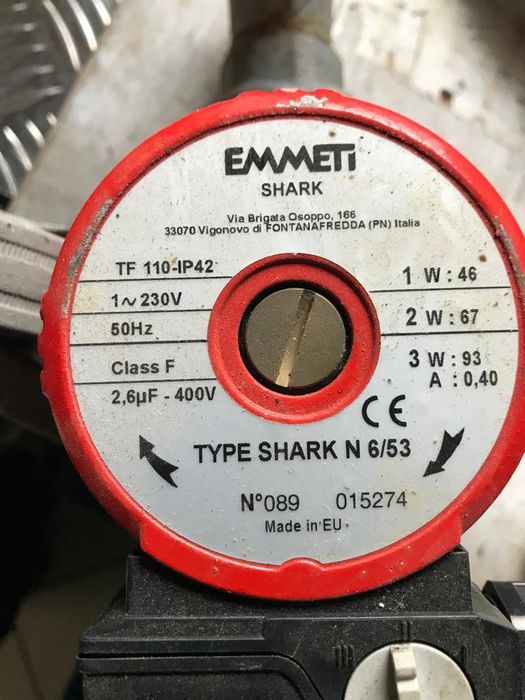 EMMETI
SHARK
Via Brigata Osoppo, 166
33070 Vigonovo di FONTANAFREDDA (PN) Italia
TF 110-IP42
1~230V
50Hz
Class F
2,6µF - 400V
1 W : 46
2 W : 67
3 W : 93
A : 0,40
CE
TYPE SHARK N 6/53
N°089 015274
Made in EU